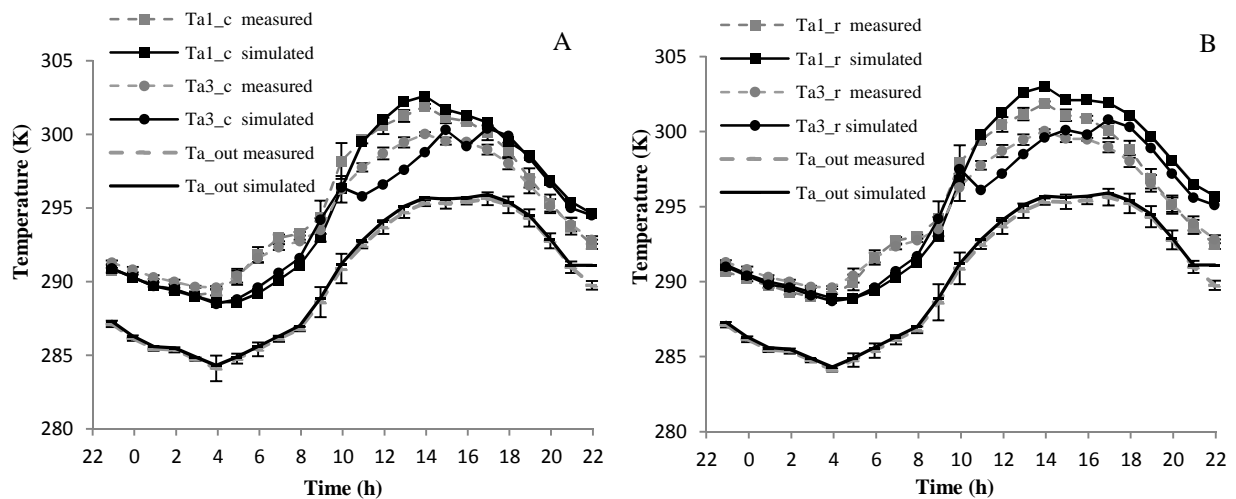 Ta1_c measured
Ta1_c simulated
Ta3_c measured
Ta3_c simulated
Ta_out measured
Ta_out simulated
A
305
300
295
290
285
280
Temperature (K)
22 0 2 4 6 8 10 12 14 16 18 20 22
Time (h)
Ta1_r measured
Ta1_r simulated
Ta3_r measured
Ta3_r simulated
Ta_out measured
Ta_out simulated
B
305
300
295
290
285
280
Temperature (K)
22 0 2 4 6 8 10 12 14 16 18 20 22
Time (h)